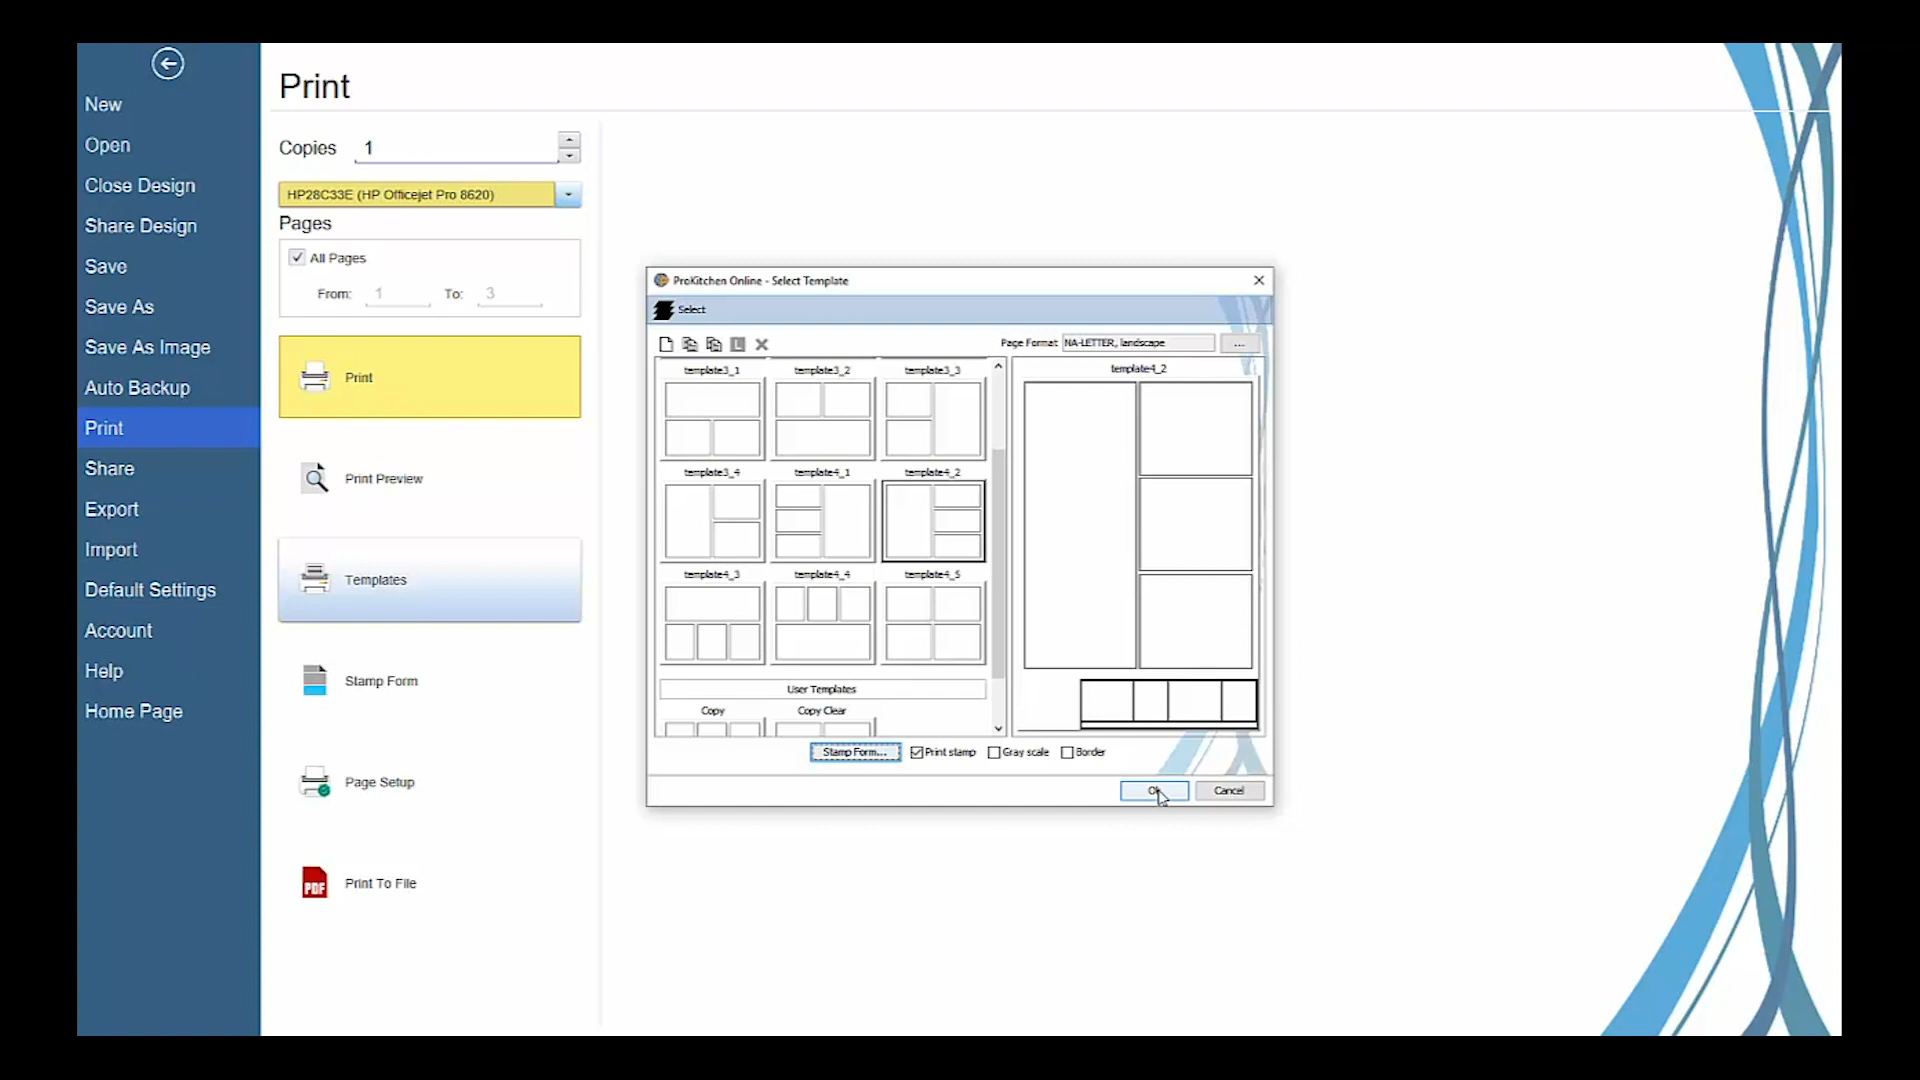 Print
New
Open
Close Design
Share Design
Save
Save As
Save As Image
Auto Backup
Print
Share
Export
Import
Default Settings
Account
Help
Home Page
Copies 1
HP28C33E (HP Officejet Pro 8620)
Pages
All Pages
From: 1 To: 3
Print
Print Preview
Templates
Stamp Form
Page Setup
PDF Print To File
ProKitchen Online - Select Template
Select
Page Format NA-LETTER, landscape ...
template3_1 template3_2 template3_3
template3_4 template4_1 template4_2
template4_3 template4_4 template4_5
User Templates
Copy Copy Clear
template4_2
Stamp Form... Print stamp Gray scale Border
Cancel